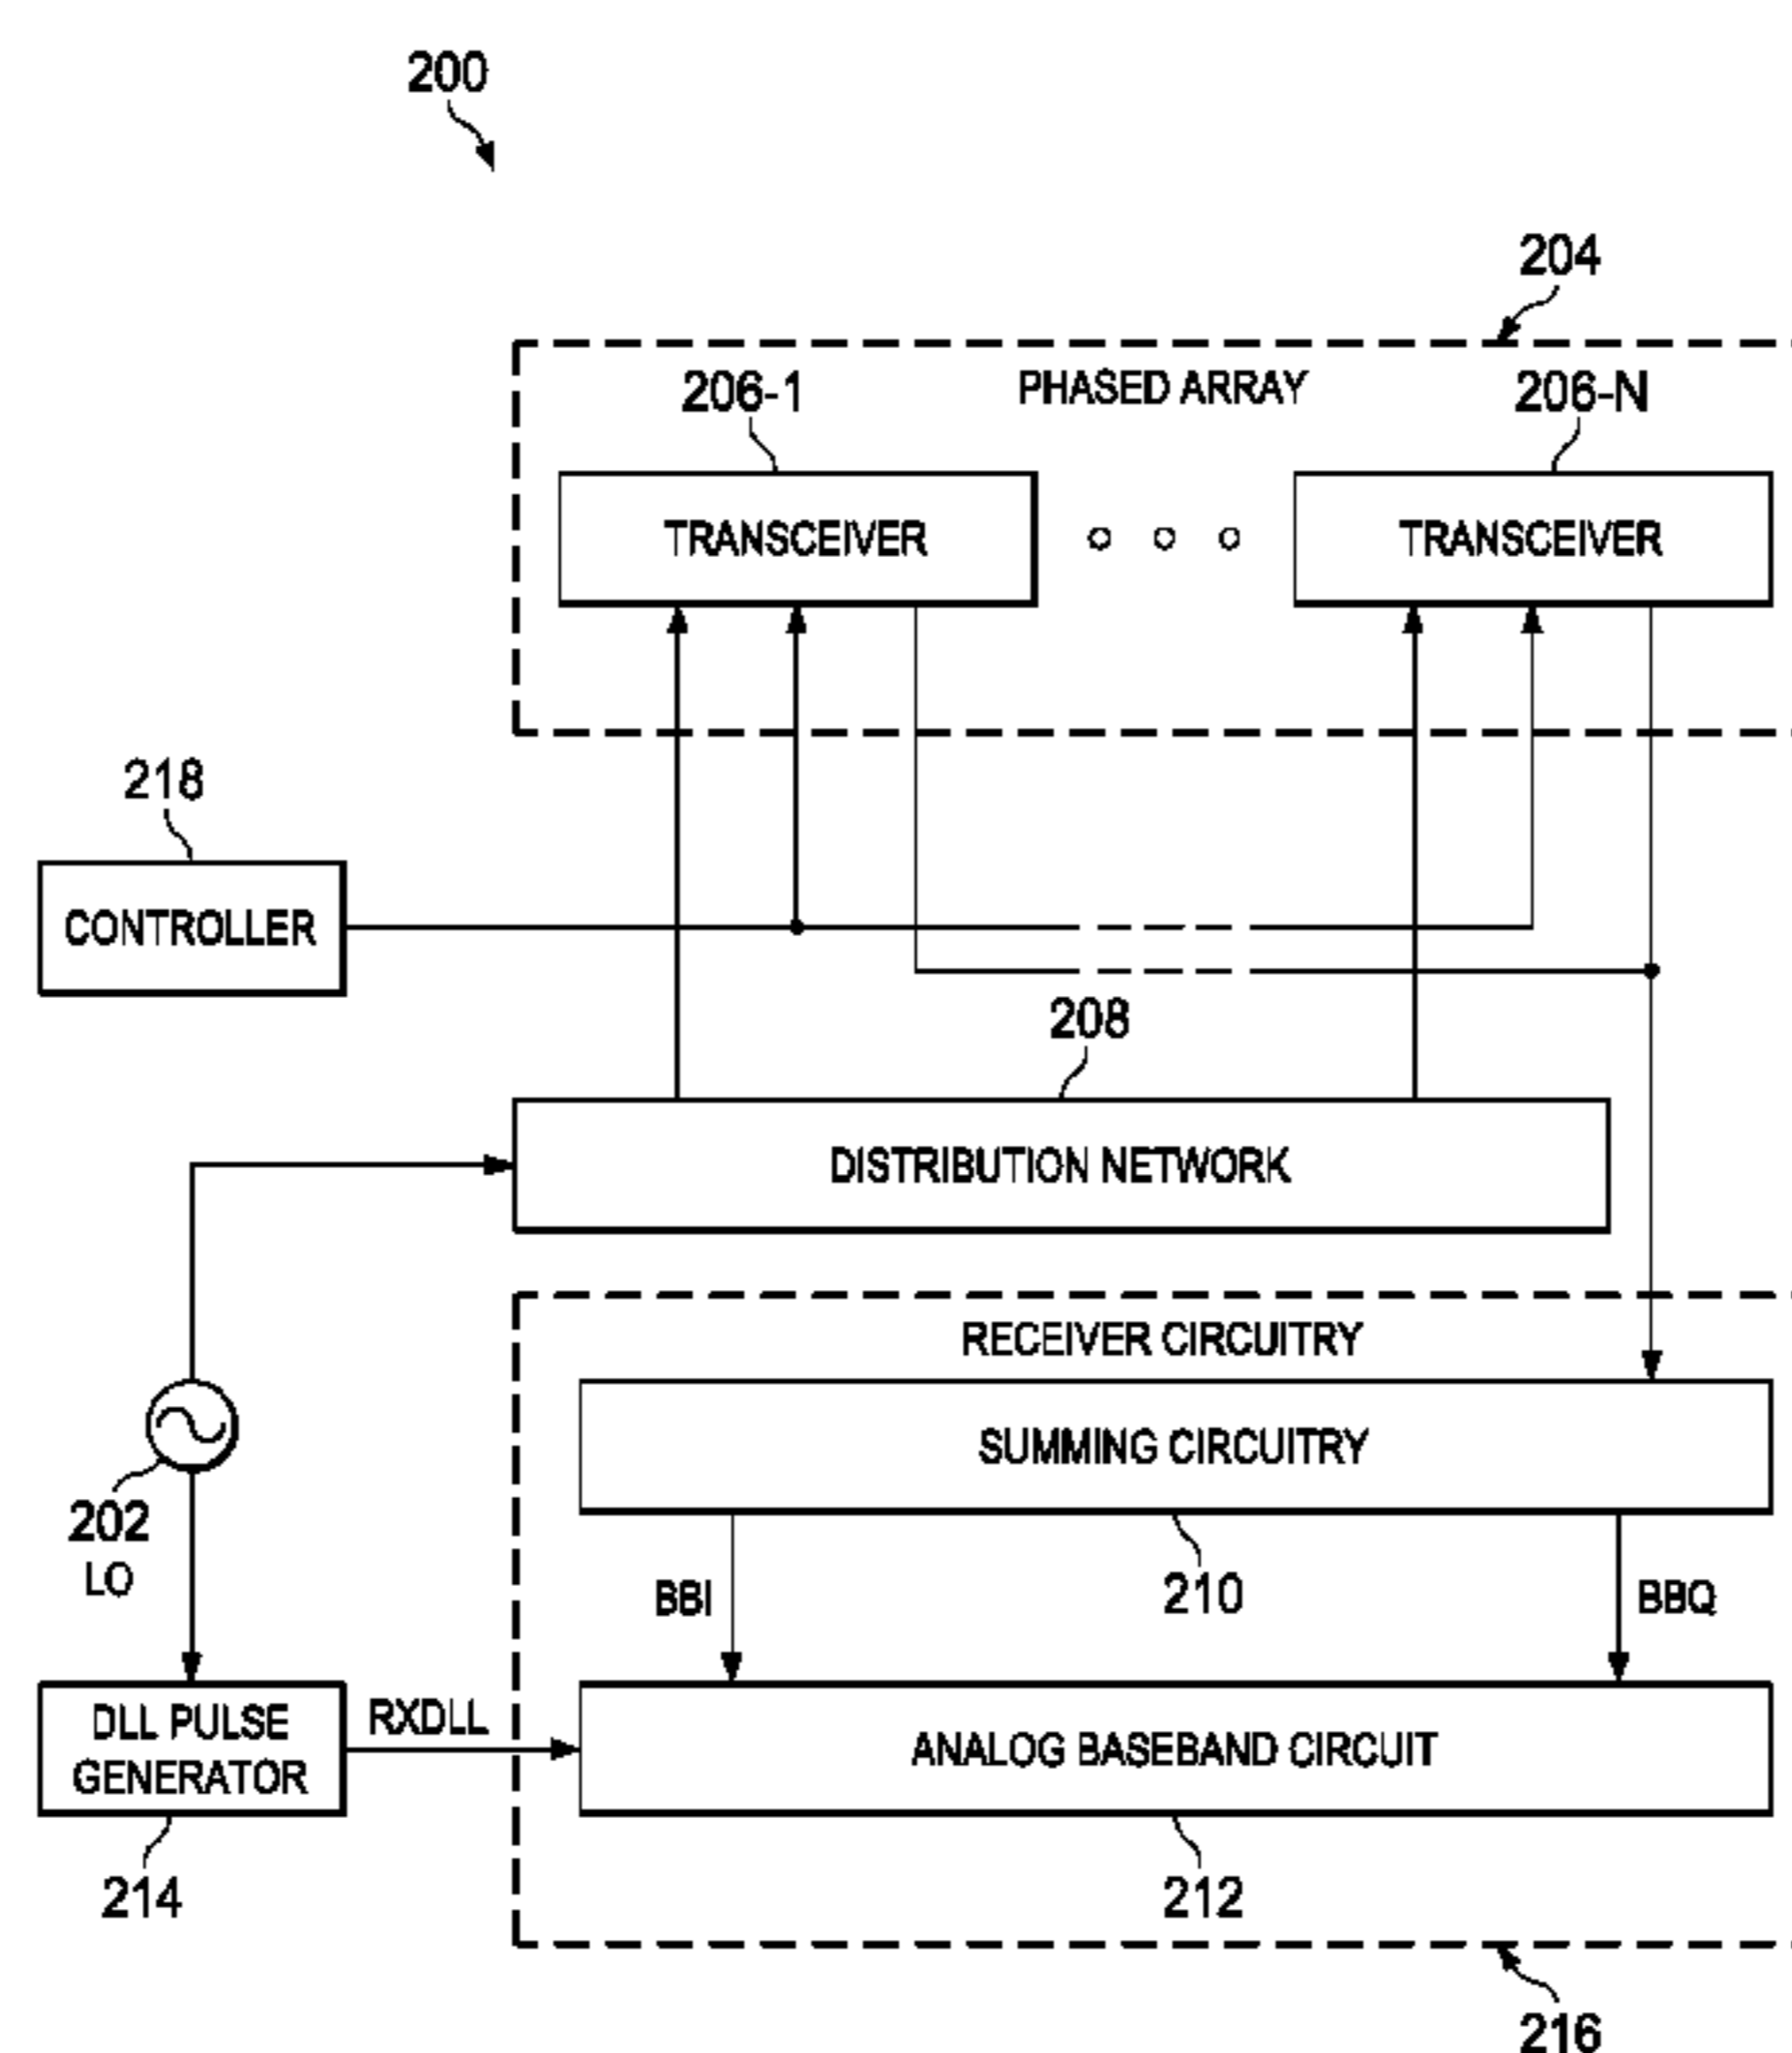 200
204
206-1
PHASED ARRAY
206-N
TRANSCEIVER
TRANSCEIVER
218
CONTROLLER
208
DISTRIBUTION NETWORK
RECEIVER CIRCUITRY
SUMMING CIRCUITRY
202
LO
BBI
210
BBQ
DLL PULSE
GENERATOR
RXDLL
ANALOG BASEBAND CIRCUIT
214
212
216